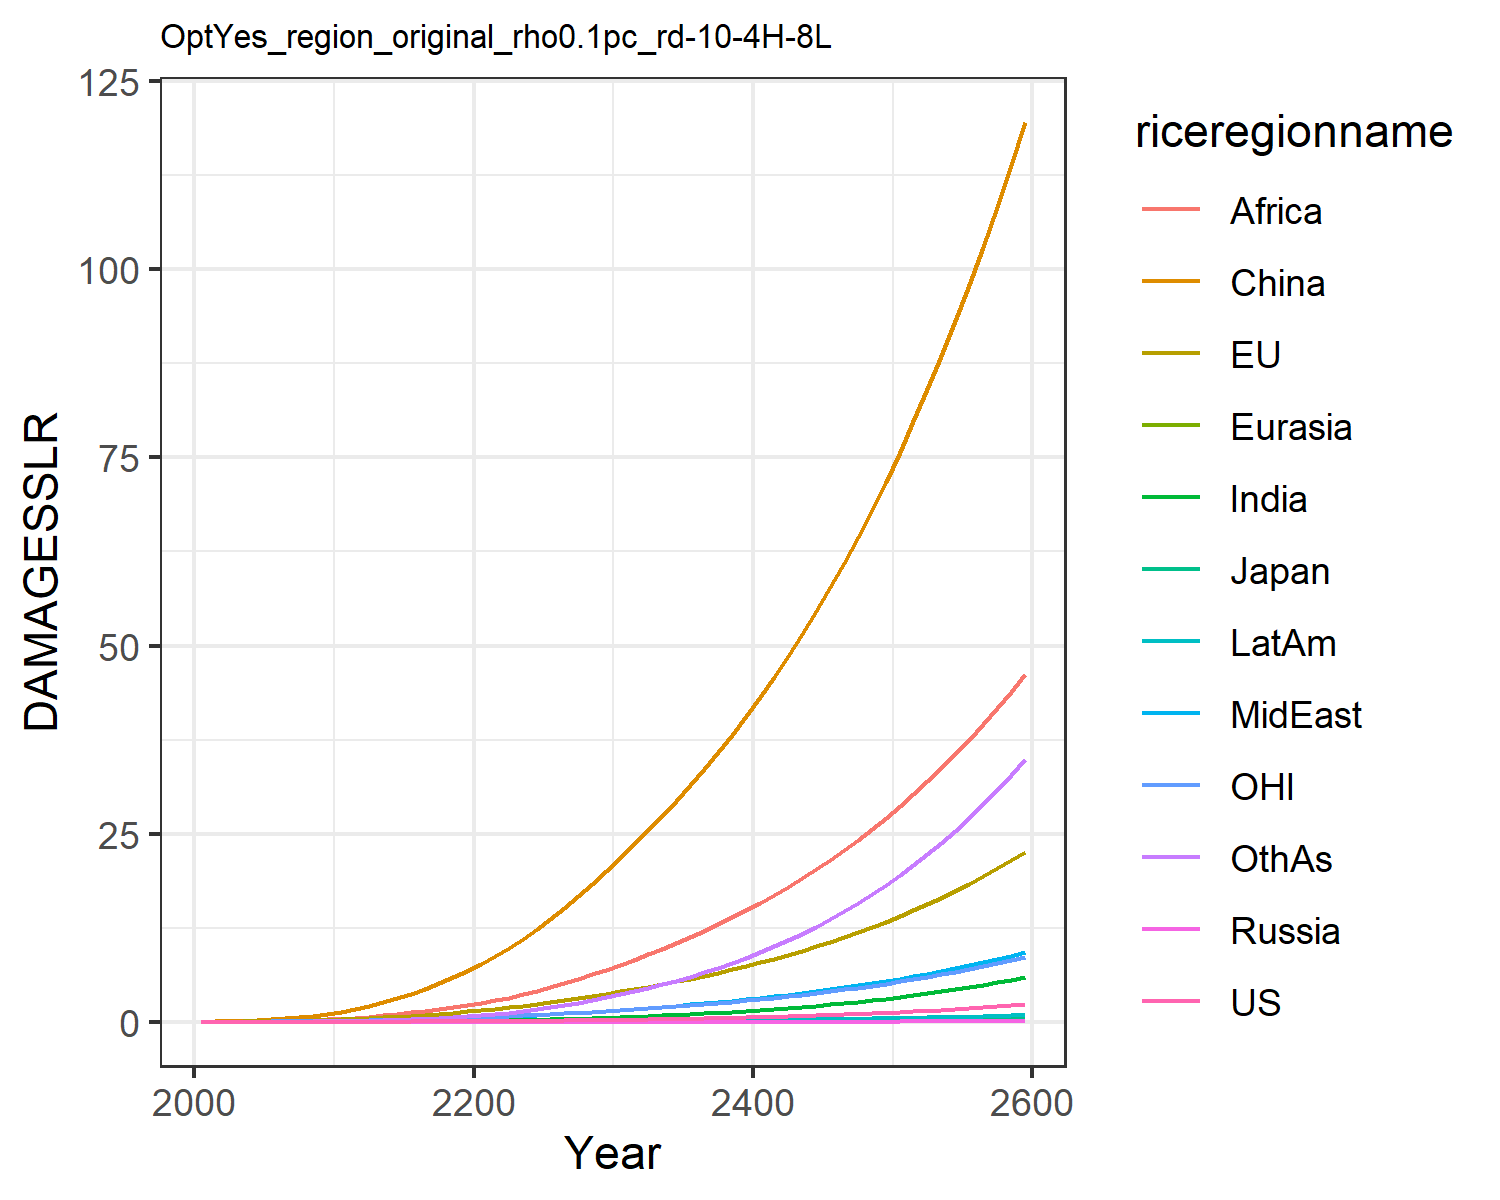 OptYes_region_original_rho0.1pc_rd-10-4H-8L
125
100
75
50
25
0
DAMAGESSLR
2000 2200 2400 2600
Year
riceregionname
Africa
China
EU
Eurasia
India
Japan
LatAm
MidEast
OHI
OthAs
Russia
US